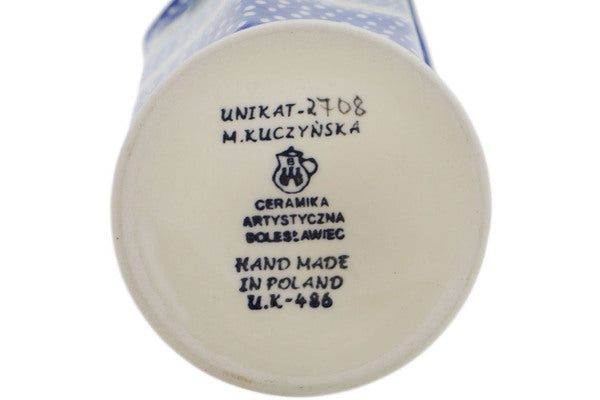 UNIKAT-2708
M.KUCZYŃSKA
B
CERAMIKA
ARTYSTYCZNA
BOLESŁAWIEC
HAND MADE
IN POLAND
U.K-486